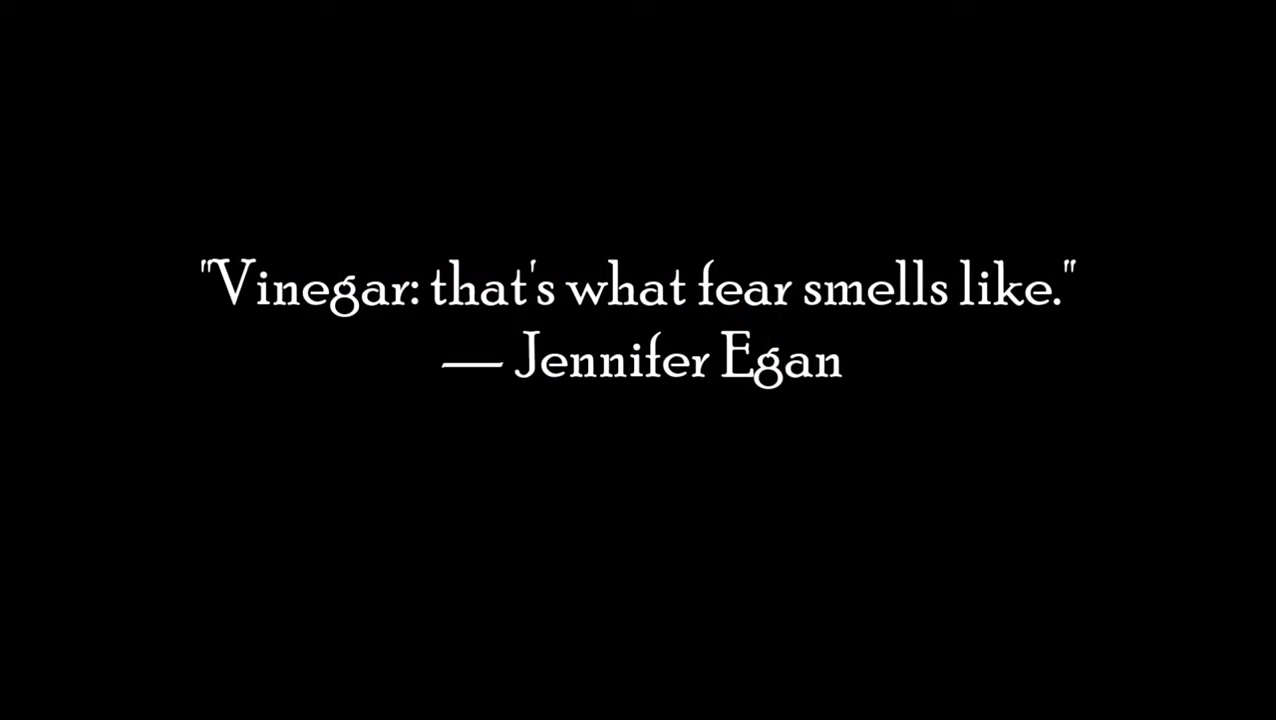 "Vinegar: that's what fear smells like."
— Jennifer Egan